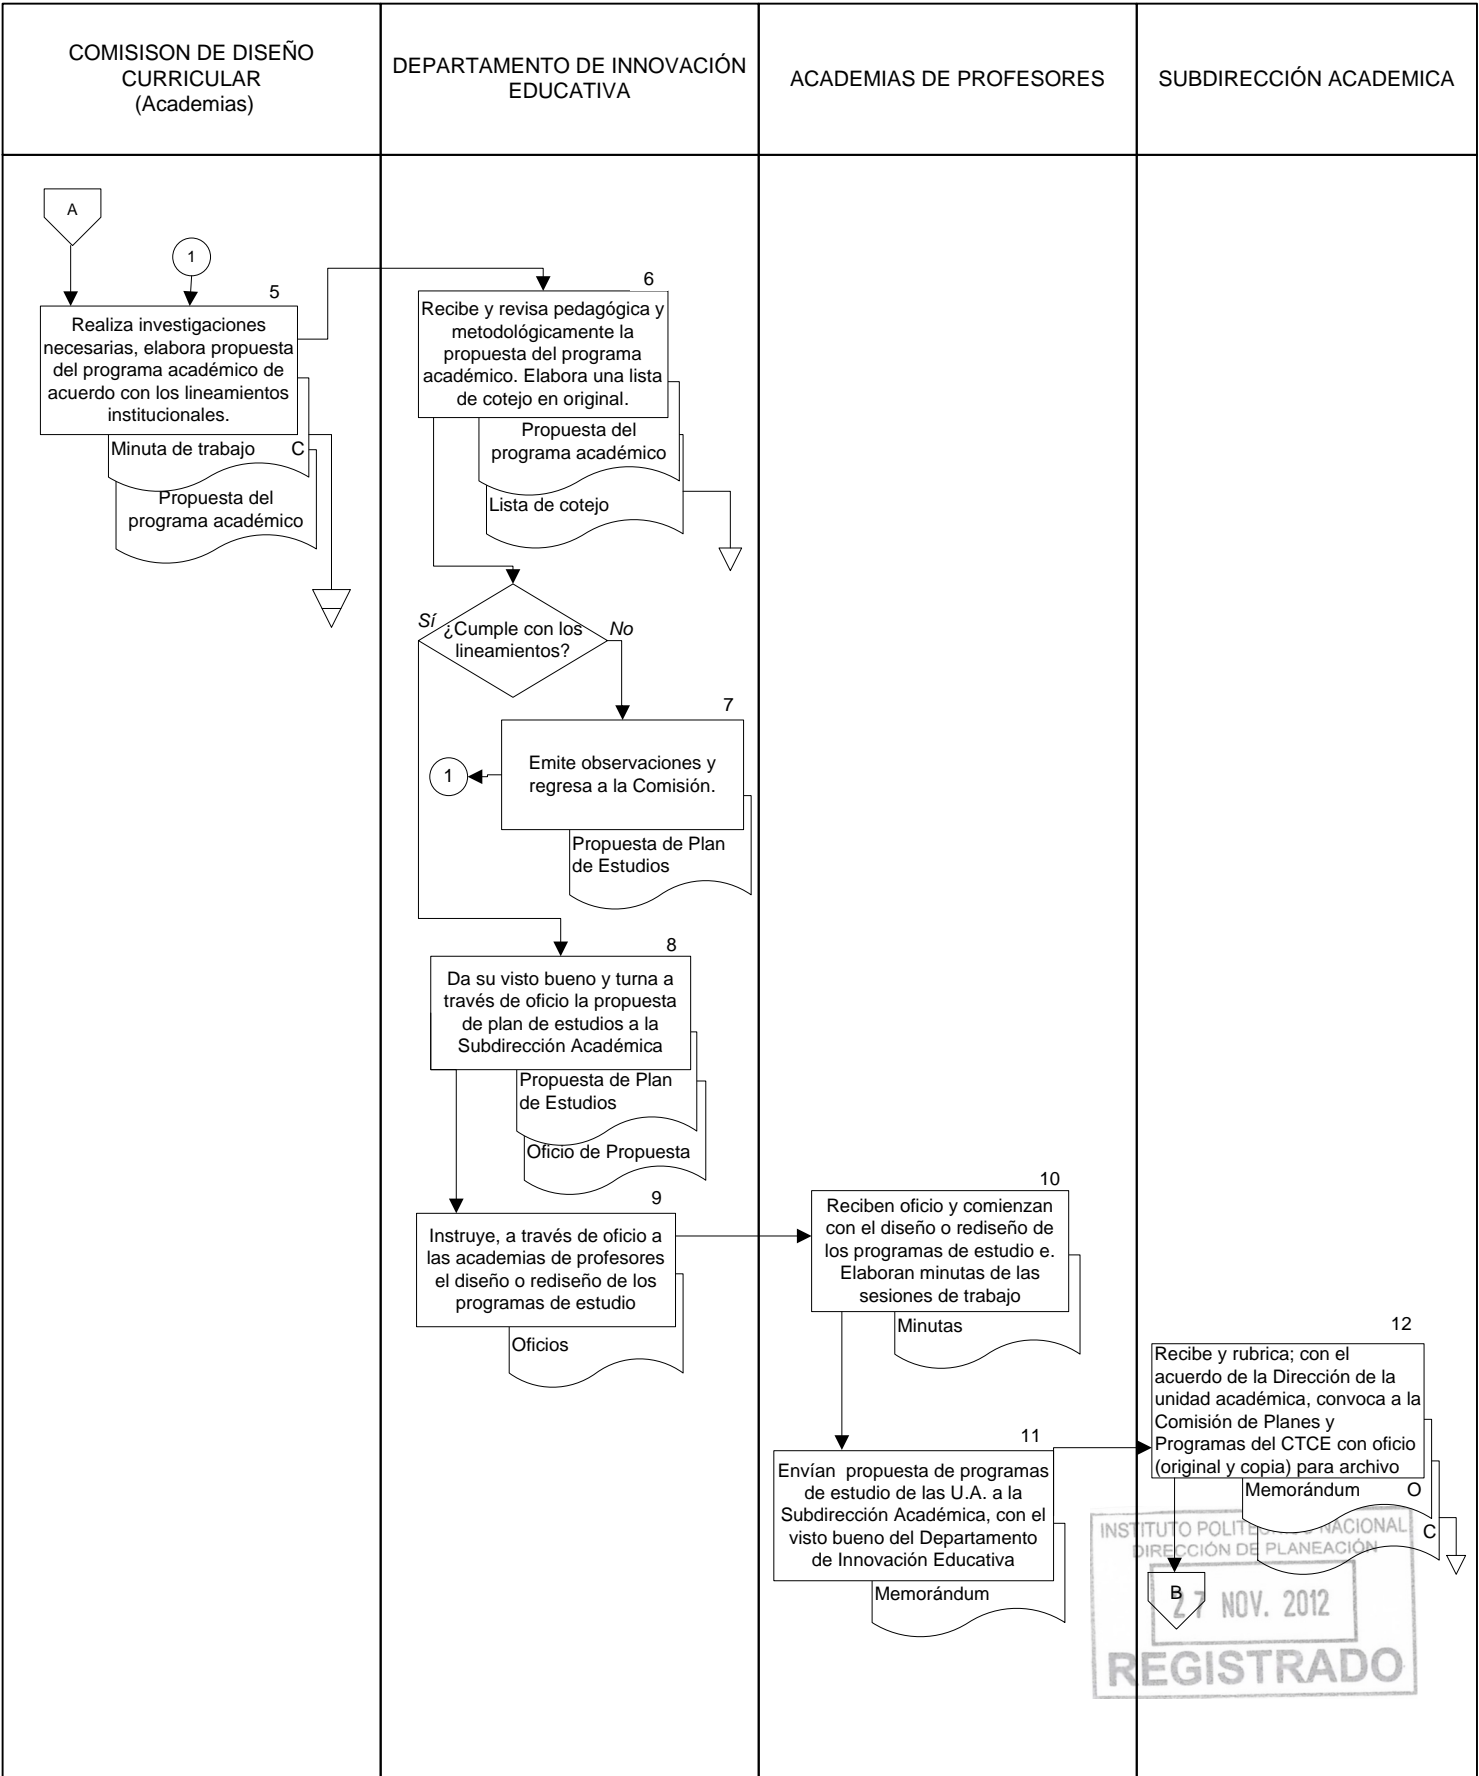 COMISISON DE DISEÑO
CURRICULAR
(Academias)
DEPARTAMENTO DE INNOVACIÓN
EDUCATIVA
ACADEMIAS DE PROFESORES
SUBDIRECCIÓN ACADEMICA
A
1
5
Realiza investigaciones
necesarias, elabora propuesta
del programa académico de
acuerdo con los lineamientos
institucionales.
Minuta de trabajo C
Propuesta del
programa académico
6
Recibe y revisa pedagógica y
metodológicamente la
propuesta del programa
académico. Elabora una lista
de cotejo en original.
Propuesta del
programa académico
Lista de cotejo
Sí
¿Cumple con los
lineamientos?
No
7
Emite observaciones y
regresa a la Comisión.
1
Propuesta de Plan
de Estudios
8
Da su visto bueno y turna a
través de oficio la propuesta
de plan de estudios a la
Subdirección Académica
Propuesta de Plan
de Estudios
Oficio de Propuesta
9
Instruye, a través de oficio a
las academias de profesores
el diseño o rediseño de los
programas de estudio
Oficios
10
Reciben oficio y comienzan
con el diseño o rediseño de
los programas de estudio e.
Elaboran minutas de las
sesiones de trabajo
Minutas
11
Envían propuesta de programas
de estudio de las U.A. a la
Subdirección Académica, con el
visto bueno del Departamento
de Innovación Educativa
Memorándum
12
Recibe y rubrica; con el
acuerdo de la Dirección de la
unidad académica, convoca a la
Comisión de Planes y
Programas del CTCE con oficio
(original y copia) para archivo
Memorándum O
C
B
INSTITUTO NACIONAL
DIRECCIÓN DE PLANEACIÓN
27 NOV. 2012
REGISTRADO